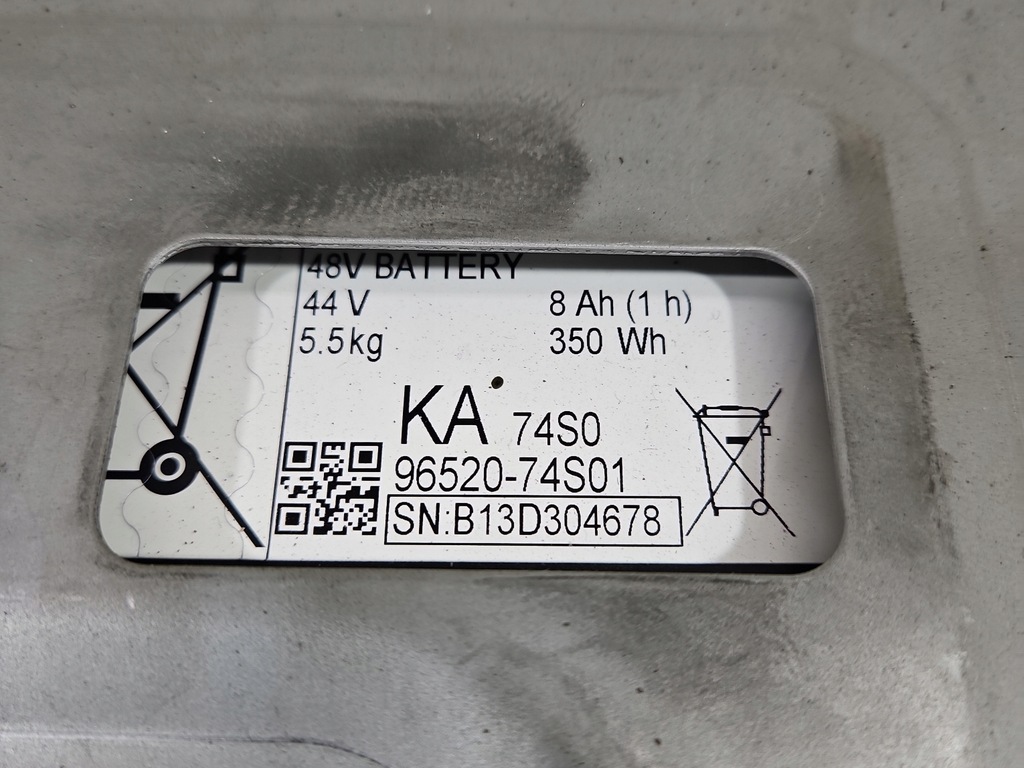 48V BATTERY
44 V 8 Ah (1 h)
5.5kg 350 Wh
KA 74S0
96520-74S01
SN:B13D304678